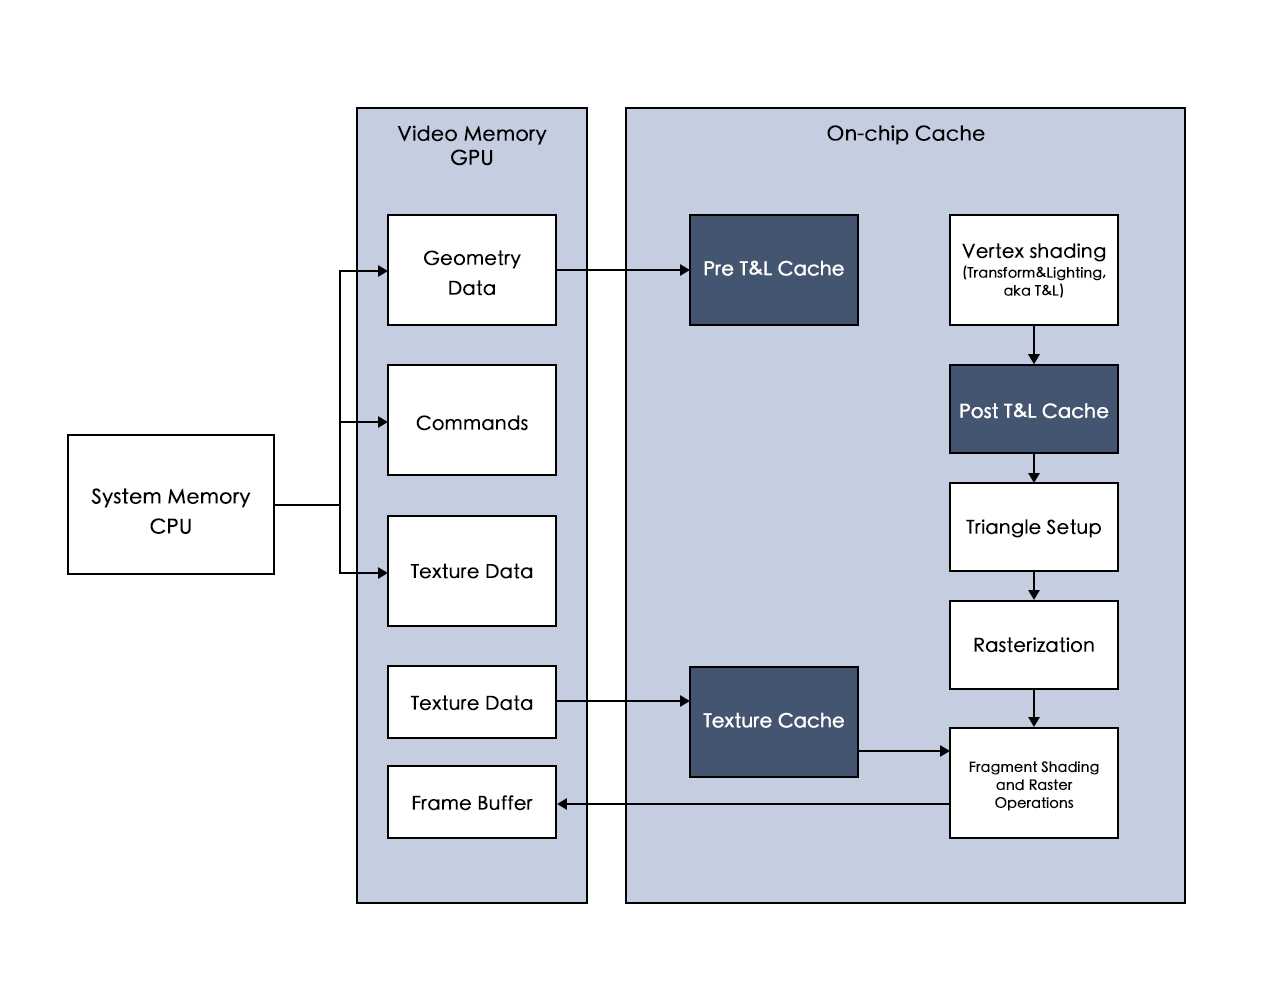 Video Memory
GPU
On-chip Cache
Geometry
Data
Pre T&L Cache
Vertex shading
(Transform&Lighting,
aka T&L)
Commands
Post T&L Cache
System Memory
CPU
Texture Data
Triangle Setup
Rasterization
Texture Data
Texture Cache
Frame Buffer
Fragment Shading
and Raster
Operations